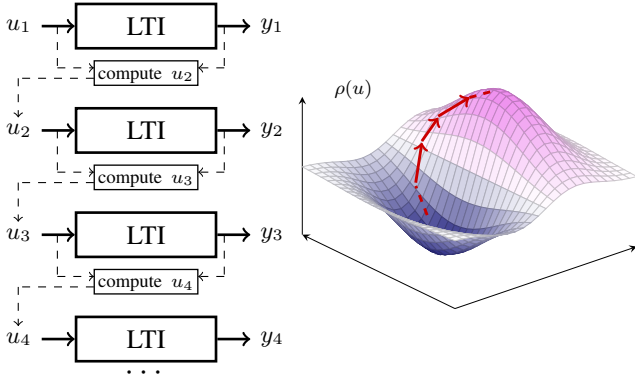 u₁ LTI y₁
compute u₂
u₂ LTI y₂
compute u₃
u₃ LTI y₃
compute u₄
u₄ LTI y₄
. . .
ρ(u)